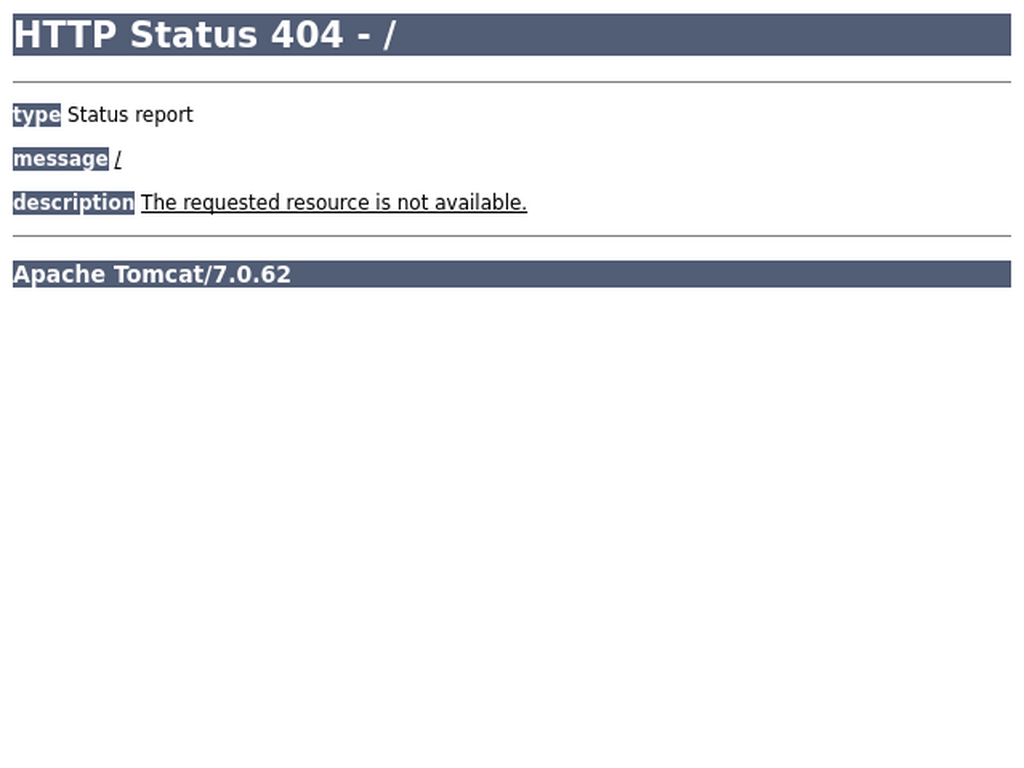 HTTP Status 404 - /
type Status report
message /
description The requested resource is not available.
Apache Tomcat/7.0.62